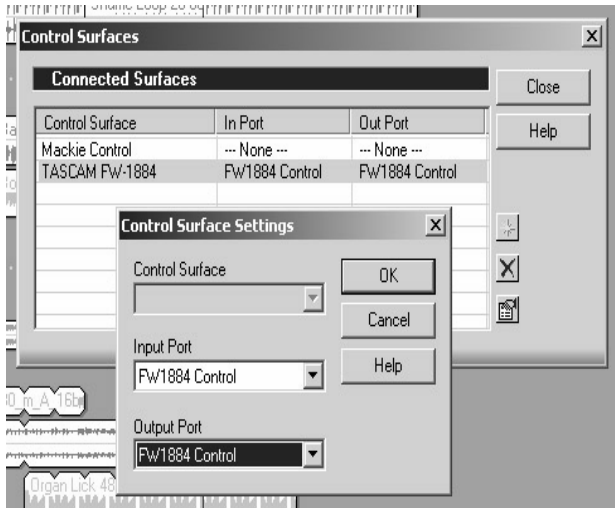 Control Surfaces
Connected Surfaces
Close
Help
Control Surface In Port Out Port
Mackie Control --- None --- --- None ---
TASCAM FW-1884 FW1884 Control FW1884 Control
Control Surface Settings
Control Surface
OK
Cancel
Help
Input Port
FW1884 Control
Output Port
FW1884 Control
m_A_16b
Organ Lick 48